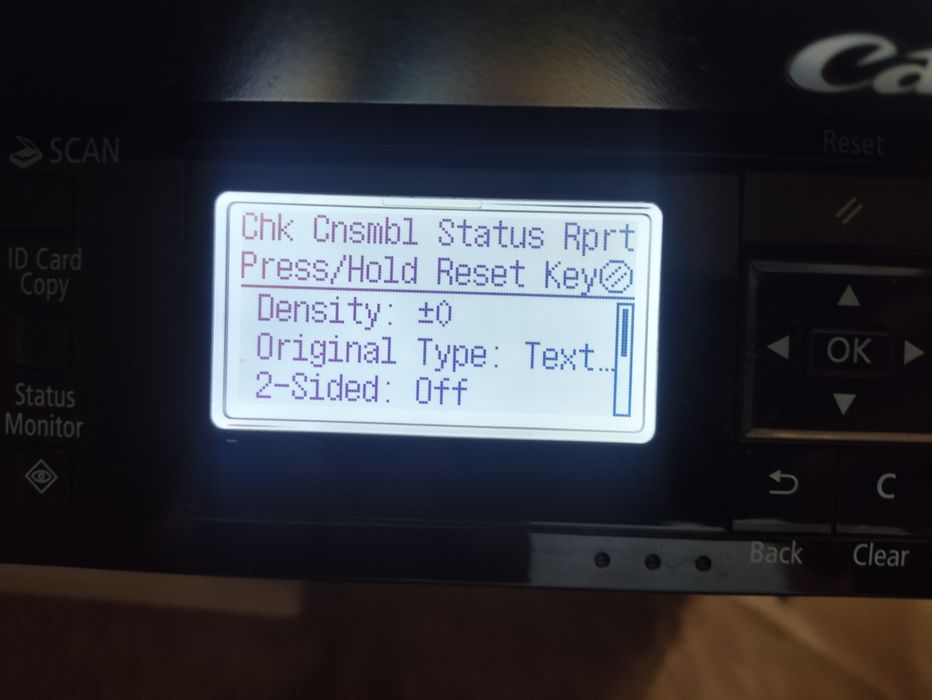 SCAN
Reset
ID Card
Copy
Chk Cnsmbl Status Rprt
Press/Hold Reset Key
Density: ±0
Original Type: Text…
2-Sided: Off
OK
Status
Monitor
C
Back
Clear